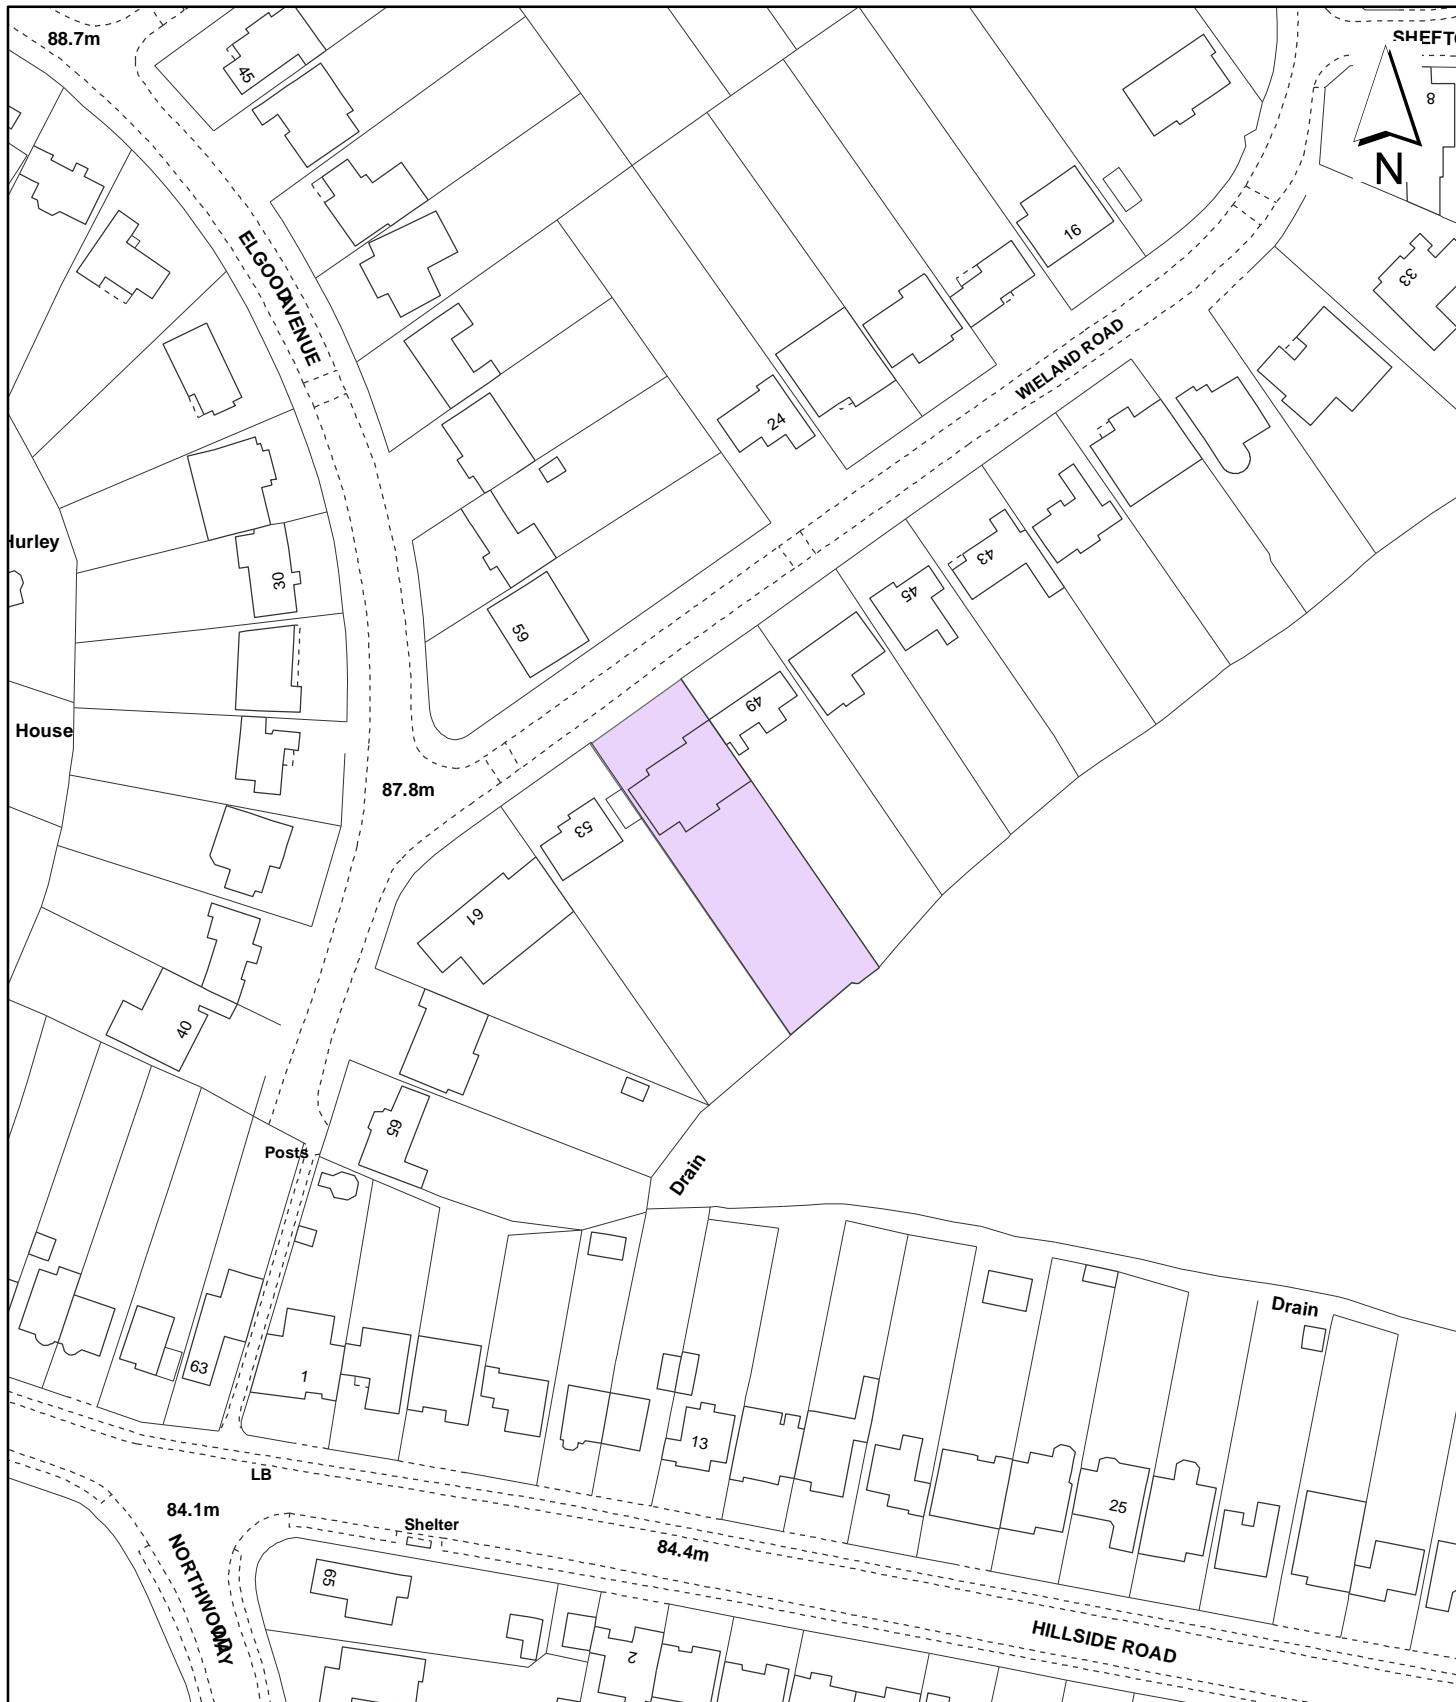 88.7m
SHEFT
45
8
N
ELGOOD AVENUE
16
33
WIELAND ROAD
24
Hurley
43
30
45
59
49
House
87.8m
53
61
40
65
Posts
Drain
Drain
63
1
13
LB
25
84.1m
Shelter
84.4m
NORTHWOOD WAY
65
HILLSIDE ROAD
2